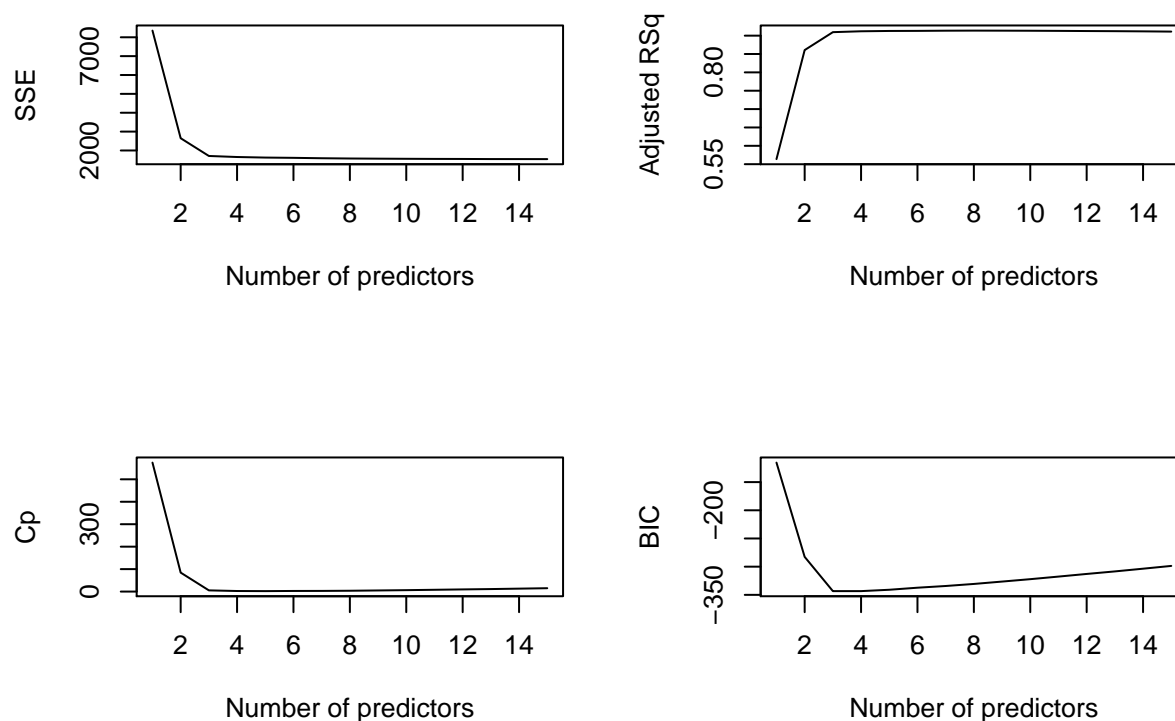 SSE
7000
2000
2 4 6 8 10 12 14
Number of predictors
Adjusted RSq
0.80
0.55
2 4 6 8 10 12 14
Number of predictors
Cp
300
0
2 4 6 8 10 12 14
Number of predictors
BIC
−200
−350
2 4 6 8 10 12 14
Number of predictors